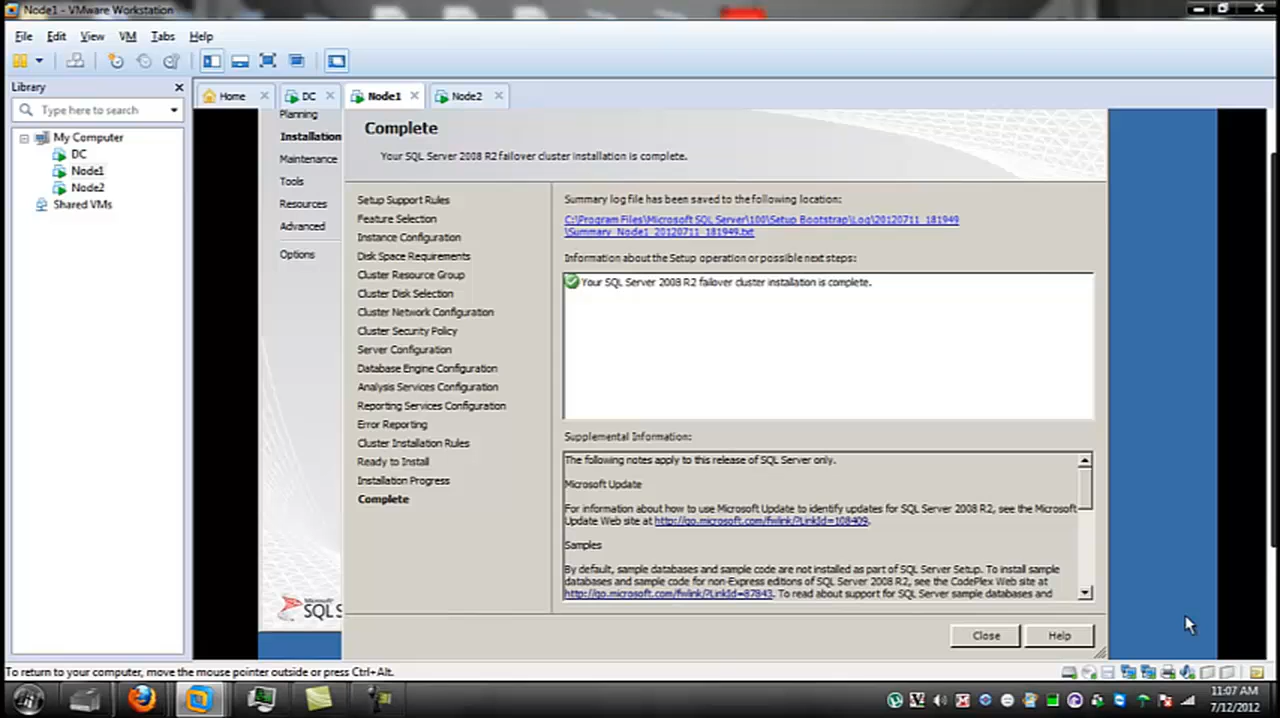 Node1 - VMware Workstation
File Edit View VM Tabs Help
Library
Type here to search
My Computer
DC
Node1
Node2
Shared VMs
Home
DC
Node1
Node2
Planning
Installation
Maintenance
Tools
Resources
Advanced
Options
Microsoft
SQL S
Complete
Your SQL Server 2008 R2 failover cluster installation is complete.
Setup Support Rules
Feature Selection
Instance Configuration
Disk Space Requirements
Cluster Resource Group
Cluster Disk Selection
Cluster Network Configuration
Cluster Security Policy
Server Configuration
Database Engine Configuration
Analysis Services Configuration
Reporting Services Configuration
Error Reporting
Cluster Installation Rules
Ready to Install
Installation Progress
Complete
Summary log file has been saved to the following location:
C:\Program Files\Microsoft SQL Server\100\Setup Bootstrap\Log\20120711_181949
\Summary_Node1_20120711_181949.txt
Information about the Setup operation or possible next steps:
Your SQL Server 2008 R2 failover cluster installation is complete.
Supplemental Information:
The following notes apply to this release of SQL Server only.
Microsoft Update
For information about how to use Microsoft Update to identify updates for SQL Server 2008 R2, see the Microsoft
Update Web site at http://go.microsoft.com/fwlink/?LinkId=108409.
Samples
By default, sample databases and sample code are not installed as part of SQL Server Setup. To install sample
databases and sample code for non-Express editions of SQL Server 2008 R2, see the CodePlex Web site at
http://go.microsoft.com/fwlink/?LinkId=87843. To read about support for SQL Server sample databases and
Close
Help
To return to your computer, move the mouse pointer outside or press Ctrl+Alt.
11:07 AM
7/12/2012